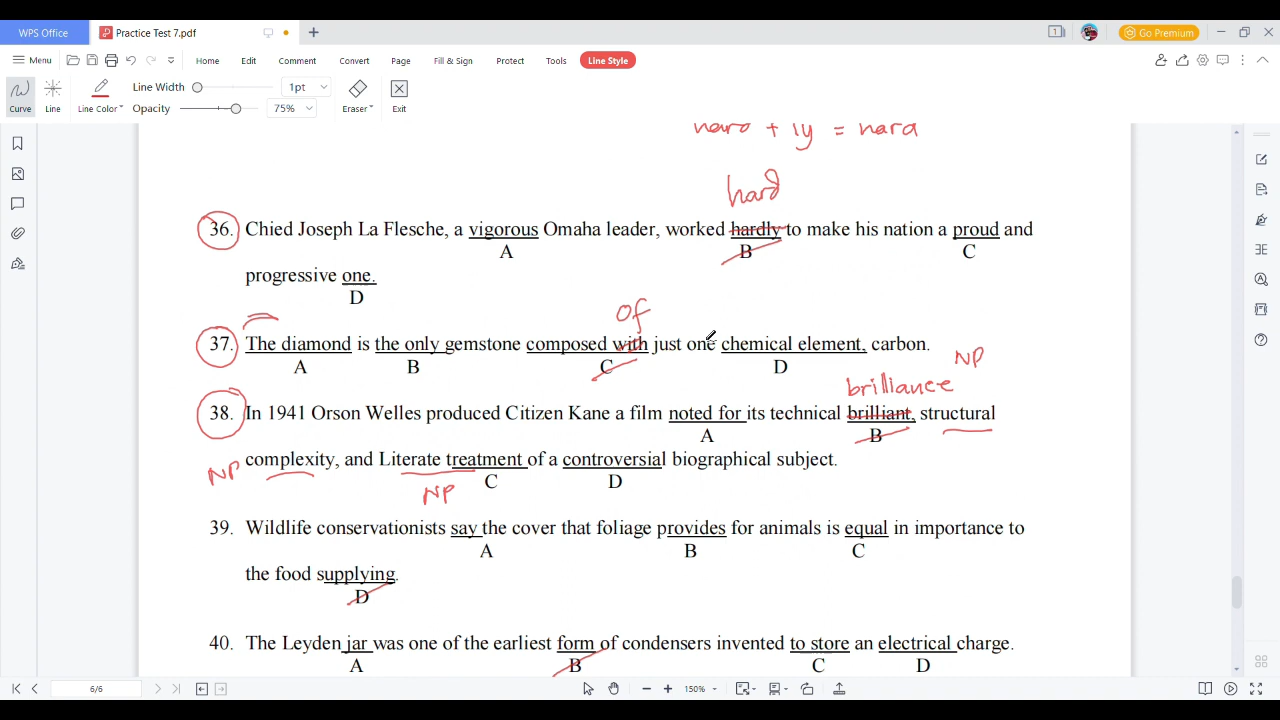 WPS Office
Practice Test 7.pdf
Go Premium
Menu
Home Edit Comment Convert Page Fill & Sign Protect Tools Line Style
Curve Line Line Color Line Width 1pt Opacity 75% Eraser Exit
+ ly =
hard
36. Chied Joseph La Flesche, a vigorous Omaha leader, worked hardly to make his nation a proud and
A B C
progressive one.
D
of
37. The diamond is the only gemstone composed with just one chemical element, carbon.
A B C D
brilliance NP
38. In 1941 Orson Welles produced Citizen Kane a film noted for its technical brilliant, structural
A B
NP complexity, and Literate treatment of a controversial biographical subject.
NP C D
39. Wildlife conservationists say the cover that foliage provides for animals is equal in importance to
A B C
the food supplying.
D
40. The Leyden jar was one of the earliest form of condensers invented to store an electrical charge.
A B C D
6/6
150%